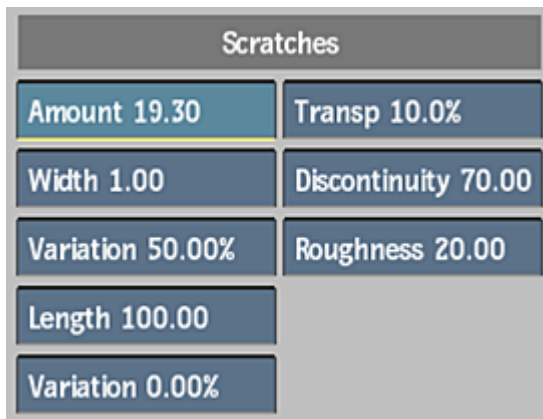 Scratches
Amount 19.30
Transp 10.0%
Width 1.00
Discontinuity 70.00
Variation 50.00%
Roughness 20.00
Length 100.00
Variation 0.00%